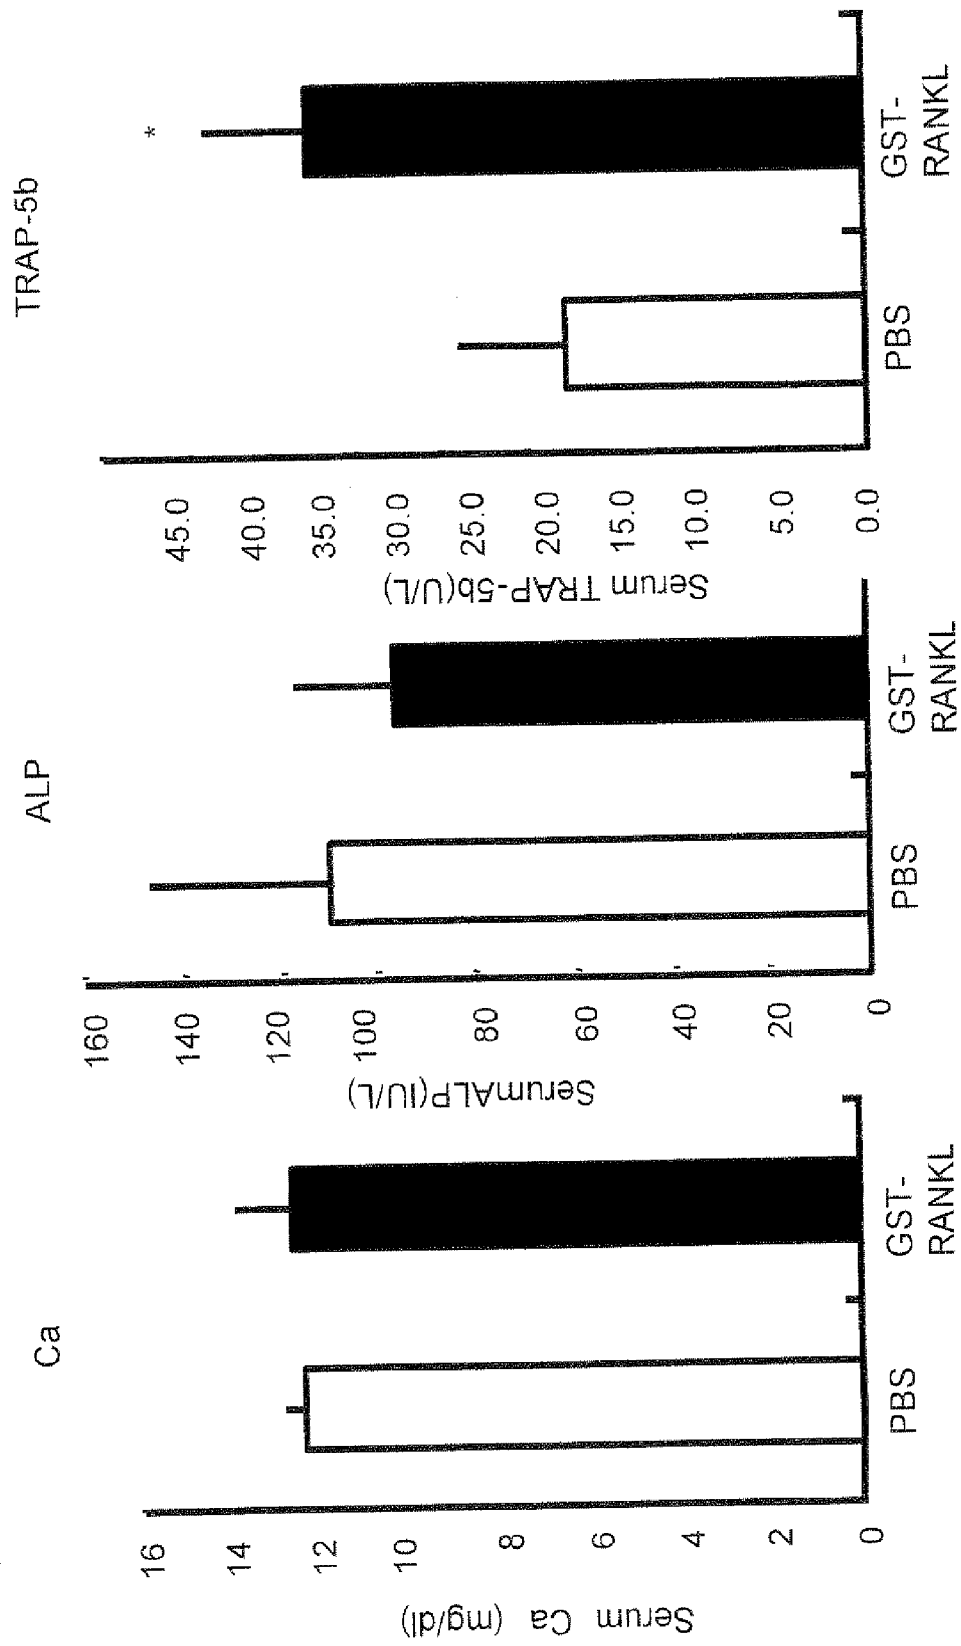 Ca
Serum Ca (mg/dl)
16
14
12
10
8
6
4
2
0
PBS
GST-
RANKL
ALP
SerumALP(IU/L)
160
140
120
100
80
60
40
20
0
PBS
GST-
RANKL
TRAP-5b
Serum TRAP-5b(U/L)
45.0
40.0
35.0
30.0
25.0
20.0
15.0
10.0
5.0
0.0
*
PBS
GST-
RANKL